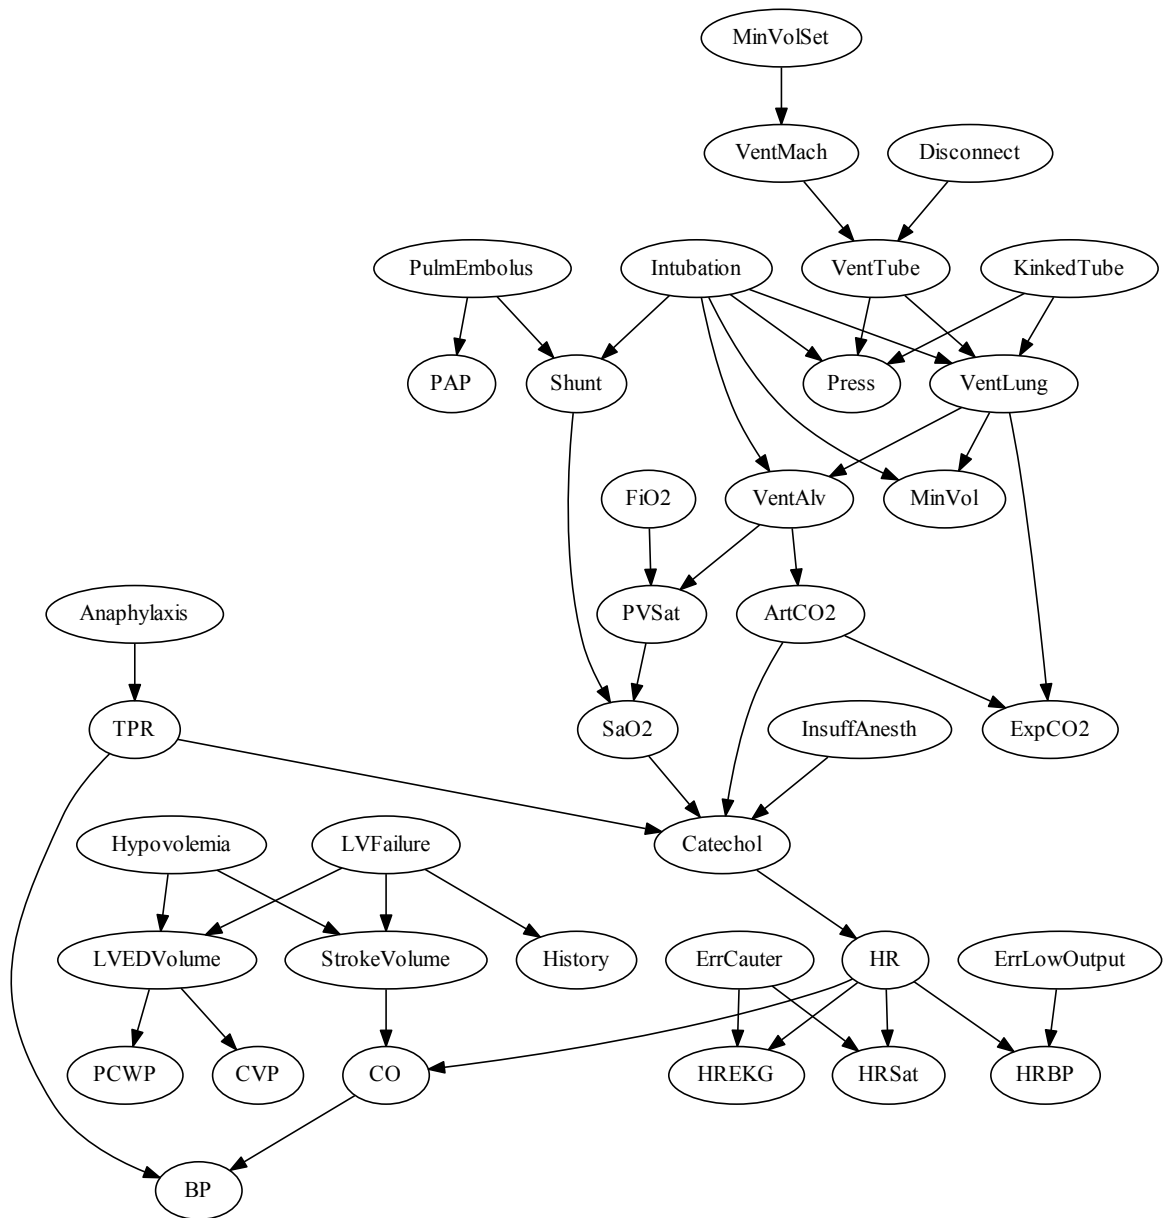 MinVolSet
VentMach
Disconnect
PulmEmbolus
Intubation
VentTube
KinkedTube
PAP
Shunt
Press
VentLung
FiO2
VentAlv
MinVol
Anaphylaxis
PVSat
ArtCO2
TPR
SaO2
InsuffAnesth
ExpCO2
Hypovolemia
LVFailure
Catechol
LVEDVolume
StrokeVolume
History
ErrCauter
HR
ErrLowOutput
PCWP
CVP
CO
HREKG
HRSat
HRBP
BP